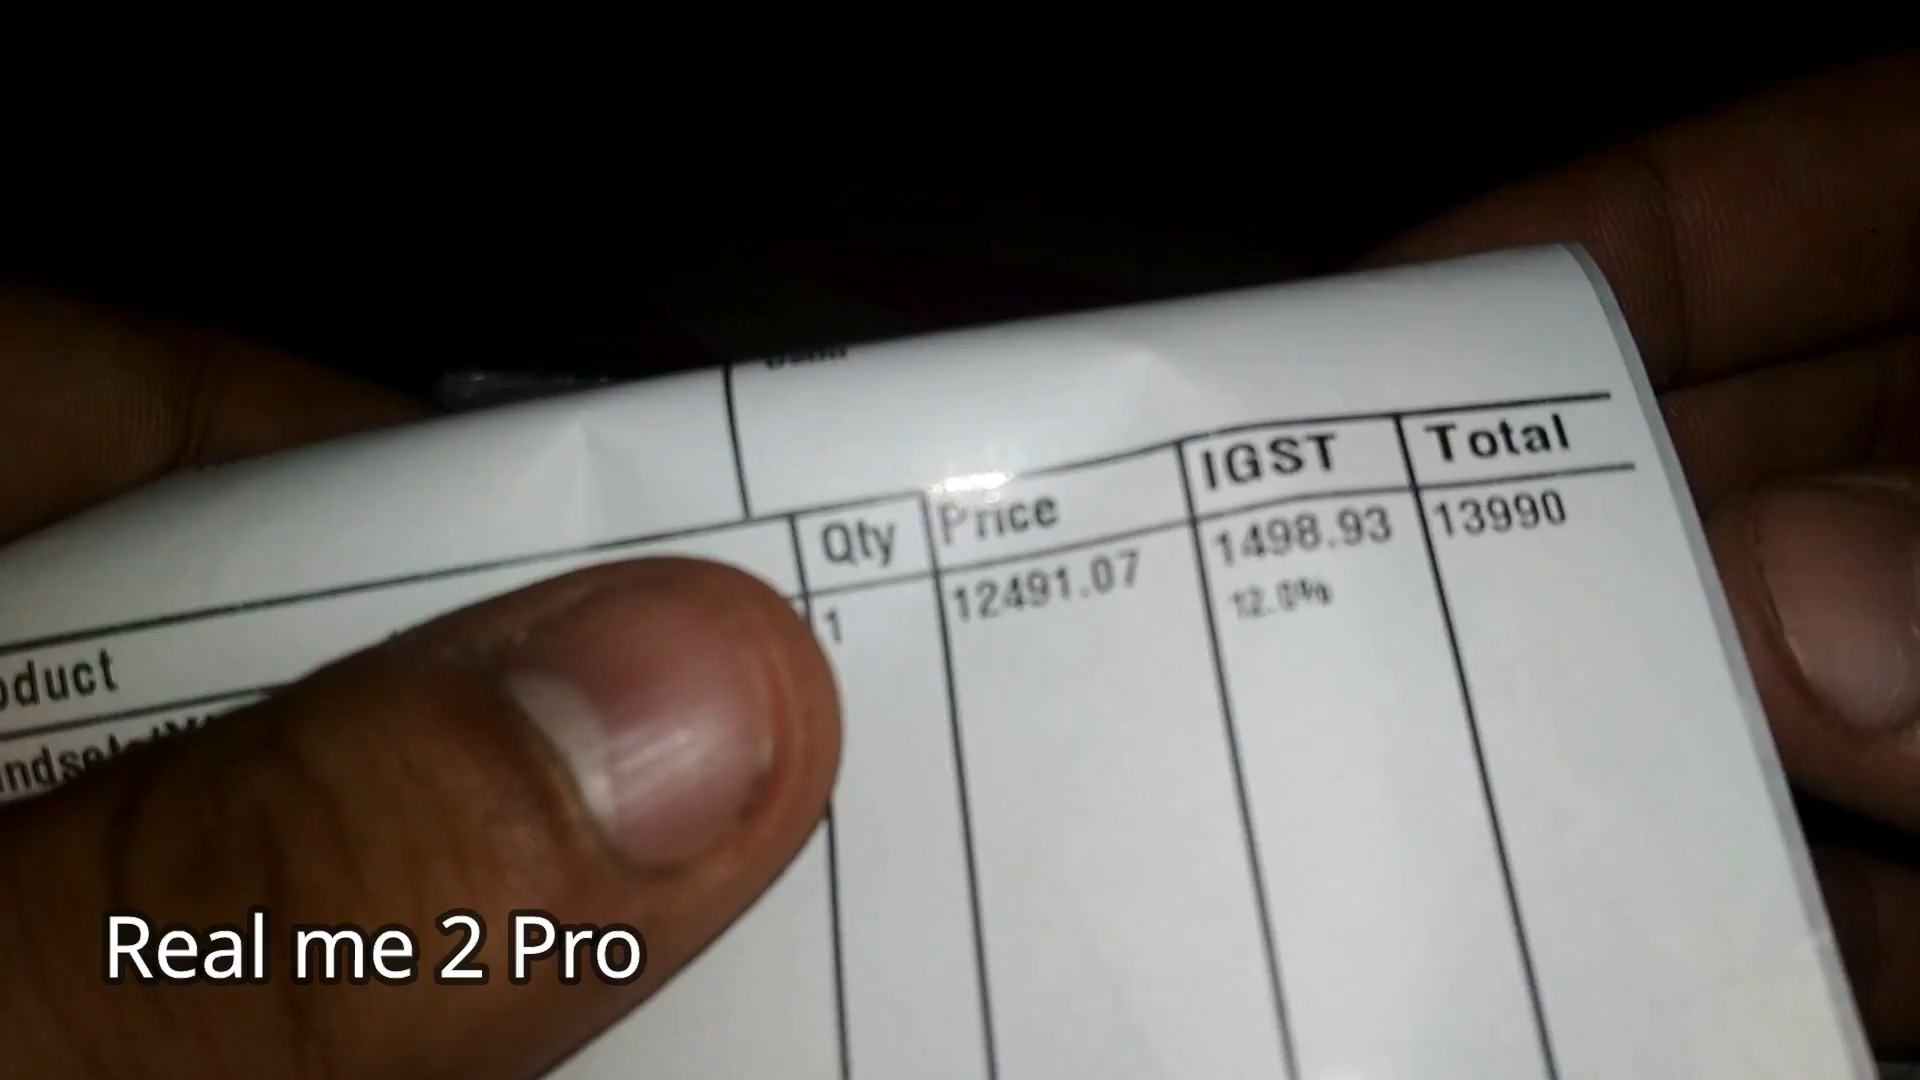 Qty Price IGST Total
1 12491.07 1498.93 13990
12.0%
oduct
Real me 2 Pro